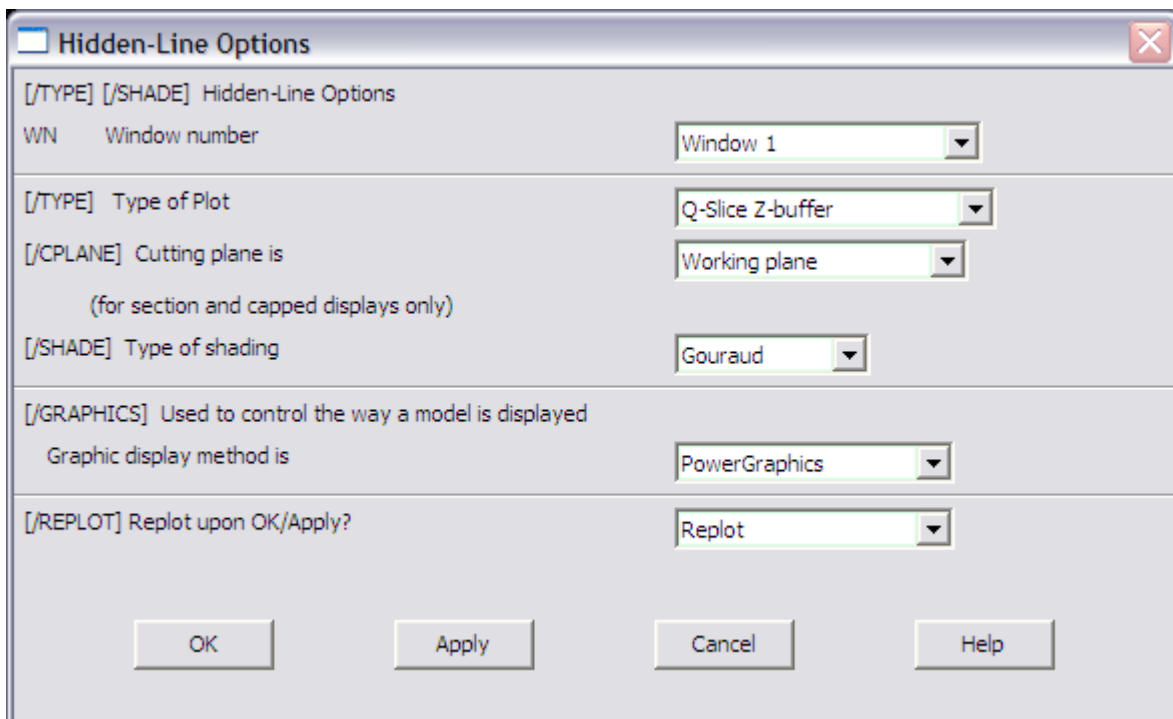 Hidden-Line Options
[/TYPE] [/SHADE] Hidden-Line Options
WN Window number Window 1
[/TYPE] Type of Plot Q-Slice Z-buffer
[/CPLANE] Cutting plane is Working plane
(for section and capped displays only)
[/SHADE] Type of shading Gouraud
[/GRAPHICS] Used to control the way a model is displayed
Graphic display method is PowerGraphics
[/REPLOT] Replot upon OK/Apply? Replot
OK Apply Cancel Help